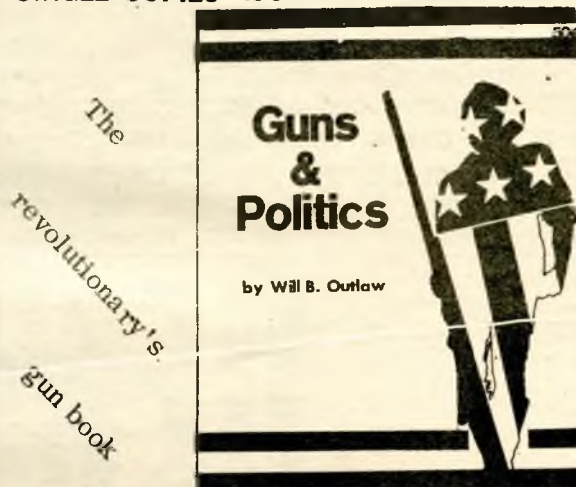 The
revolutionary's
gun book
Guns
&
Politics
by Will B. Outlaw